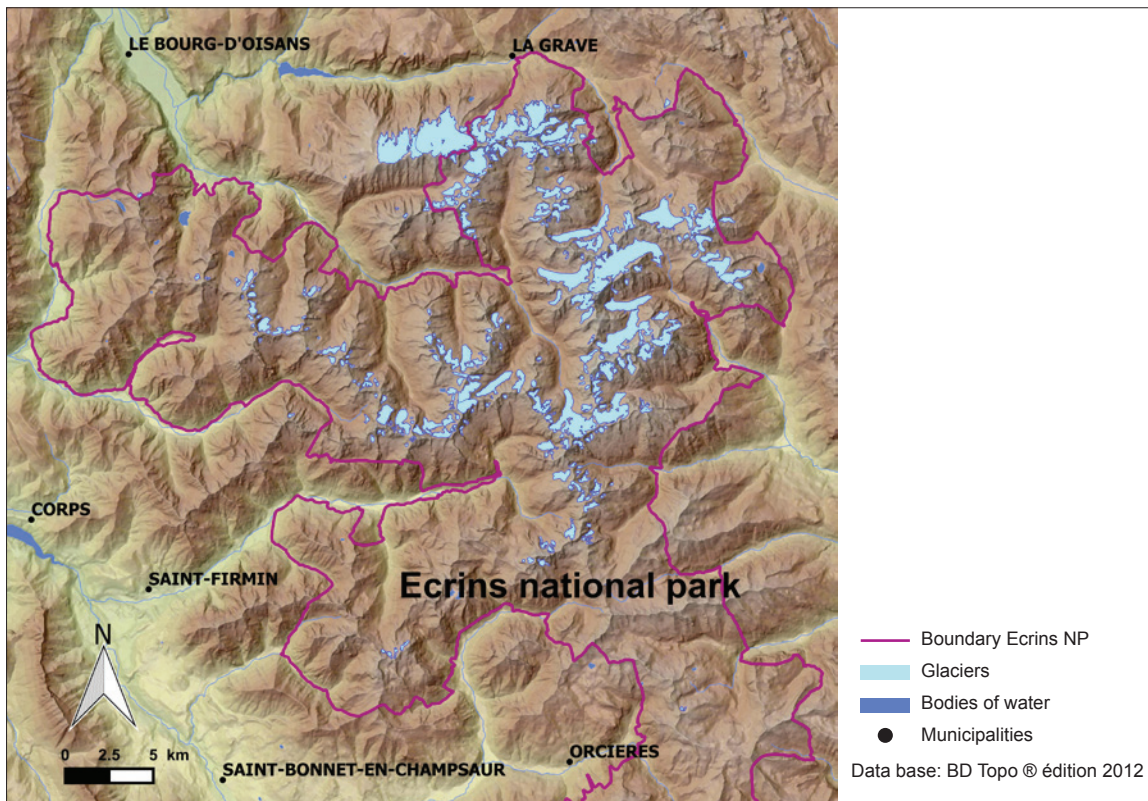 LE BOURG-D'OISANS
LA GRAVE
CORPS
SAINT-FIRMIN
Ecrins national park
N
0 2.5 5 km
ORCIERES
SAINT-BONNET-EN-CHAMPSAUR
Boundary Ecrins NP
Glaciers
Bodies of water
Municipalities
Data base: BD Topo ® édition 2012